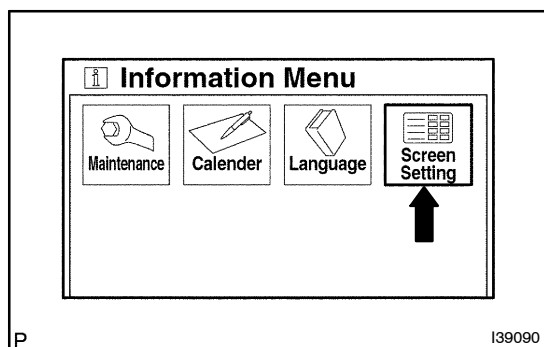 i Information Menu
Maintenance
Calender
Language
Screen
Setting
P
I39090